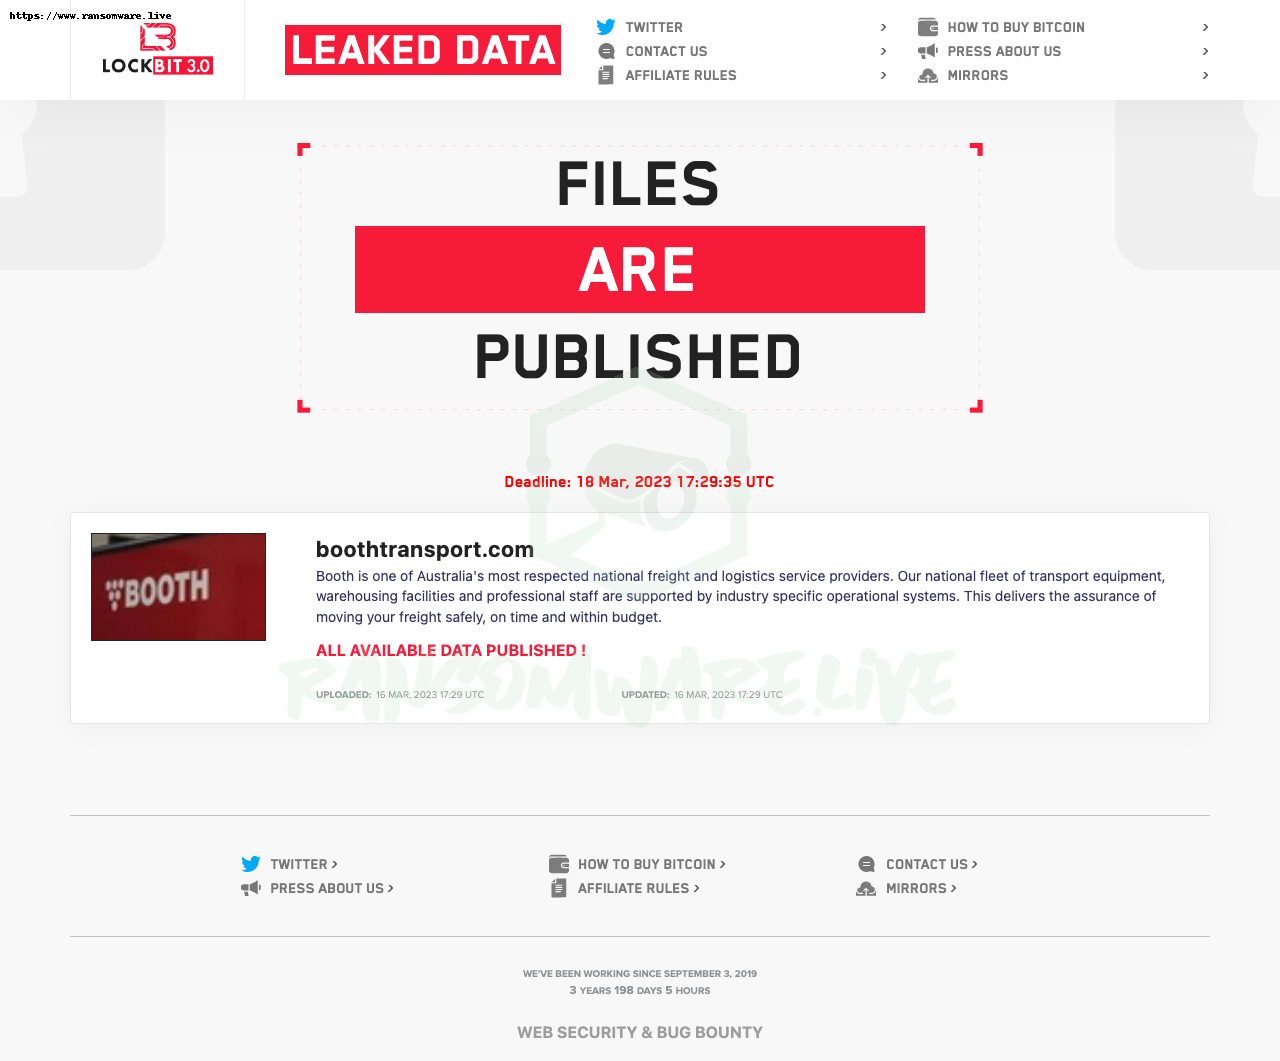 https://www.ransomware.live
LOCKBIT 3.0
LEAKED DATA
TWITTER >
CONTACT US >
AFFILIATE RULES >
HOW TO BUY BITCOIN >
PRESS ABOUT US >
MIRRORS >
FILES
ARE
PUBLISHED
Deadline: 18 Mar, 2023 17:29:35 UTC
BOOTH
boothtransport.com
Booth is one of Australia's most respected national freight and logistics service providers. Our national fleet of transport equipment,
warehousing facilities and professional staff are supported by industry specific operational systems. This delivers the assurance of
moving your freight safely, on time and within budget.
ALL AVAILABLE DATA PUBLISHED !
RANSOMWARE.LIVE
UPLOADED: 16 MAR, 2023 17:29 UTC
UPDATED: 16 MAR, 2023 17:29 UTC
TWITTER >
HOW TO BUY BITCOIN >
CONTACT US >
PRESS ABOUT US >
AFFILIATE RULES >
MIRRORS >
WE'VE BEEN WORKING SINCE SEPTEMBER 3, 2019
3 YEARS 198 DAYS 5 HOURS
WEB SECURITY & BUG BOUNTY